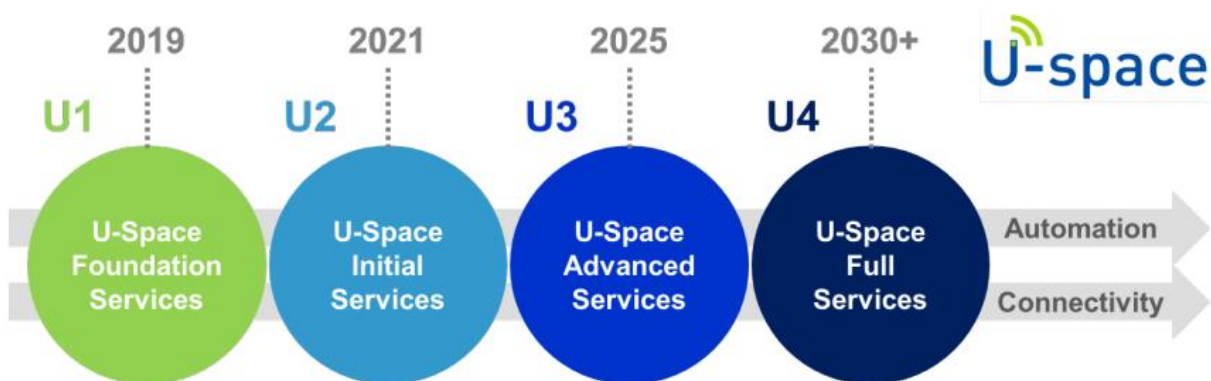 2019
2021
2025
2030+
U-space
U1
U2
U3
U4
U-Space
Foundation
Services
U-Space
Initial
Services
U-Space
Advanced
Services
U-Space
Full
Services
Automation
Connectivity